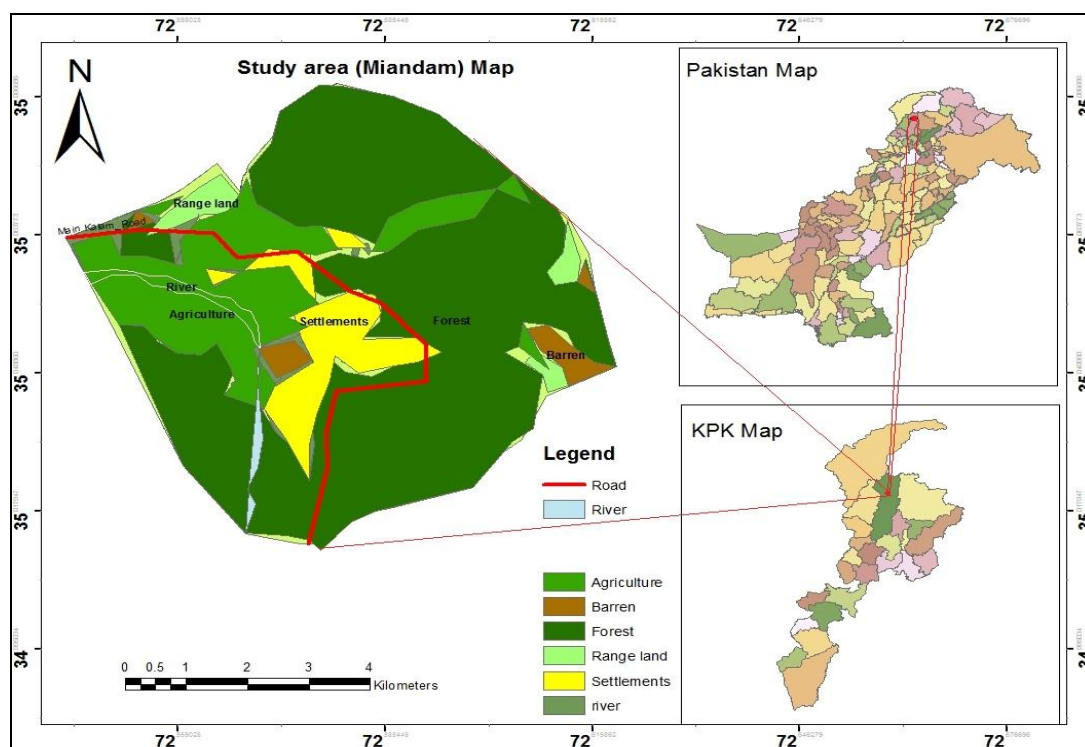 72 72 72 72 72
Study area (Miandam) Map
N
Range land
Main Kalam Road
River
Agriculture
Settlements
Forest
Barren
Legend
Road
River
Agriculture
Barren
Forest
Range land
Settlements
river
0 0.5 1 2 3 4
Kilometers
Pakistan Map
KPK Map
35
35
35
35
34
35
35
35
35
34
72 72 72 72 72